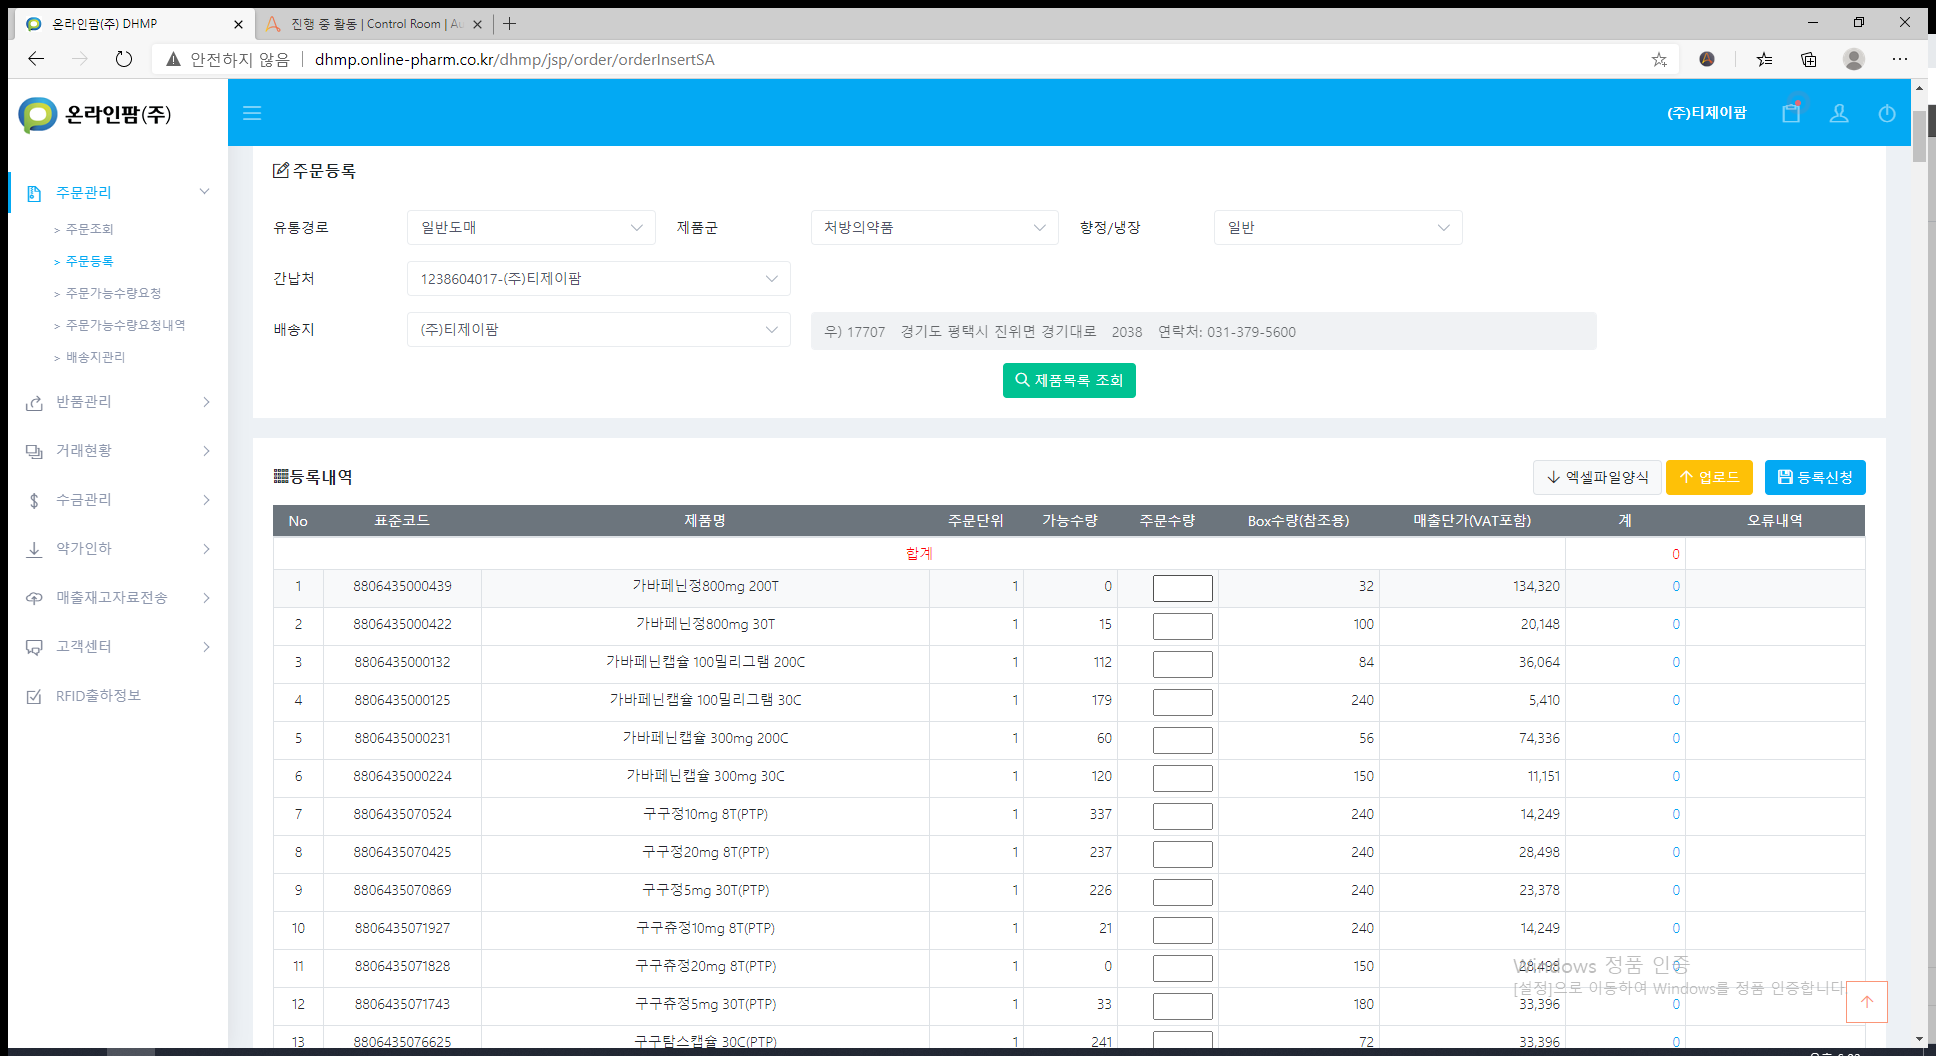 온라인팜(주) DHMP
진행 중 활동 | Control Room | Au
안전하지 않음 dhmp.online-pharm.co.kr/dhmp/jsp/order/orderInsertSA
온라인팜(주)
(주)티제이팜
주문관리
> 주문조회
> 주문등록
> 주문가능수량요청
> 주문가능수량요청내역
> 배송지관리
반품관리
거래현황
수금관리
약가인하
매출재고자료전송
고객센터
RFID출하정보
주문등록
유통경로 일반도매 제품군 처방의약품 향정/냉장 일반
간납처 1238604017-(주)티제이팜
배송지 (주)티제이팜 우) 17707 경기도 평택시 진위면 경기대로 2038 연락처: 031-379-5600
제품목록 조회
등록내역 엑셀파일양식 업로드 등록신청
No 표준코드 제품명 주문단위 가능수량 주문수량 Box수량(참조용) 매출단가(VAT포함) 계 오류내역
합계 0
1 8806435000439 가바페닌정800mg 200T 1 0 32 134,320 0
2 8806435000422 가바페닌정800mg 30T 1 15 100 20,148 0
3 8806435000132 가바페닌캡슐 100밀리그램 200C 1 112 84 36,064 0
4 8806435000125 가바페닌캡슐 100밀리그램 30C 1 179 240 5,410 0
5 8806435000231 가바페닌캡슐 300mg 200C 1 60 56 74,336 0
6 8806435000224 가바페닌캡슐 300mg 30C 1 120 150 11,151 0
7 8806435070524 구구정10mg 8T(PTP) 1 337 240 14,249 0
8 8806435070425 구구정20mg 8T(PTP) 1 237 240 28,498 0
9 8806435070869 구구정5mg 30T(PTP) 1 226 240 23,378 0
10 8806435071927 구구츄정10mg 8T(PTP) 1 21 240 14,249 0
11 8806435071828 구구츄정20mg 8T(PTP) 1 0 150 28,498 0
12 8806435071743 구구츄정5mg 30T(PTP) 1 33 180 33,396 0
13 8806435076625 구구탐스캡슐 30C(PTP) 1 241 72 33,396 0
Windows 정품 인증
[설정]으로 이동하여 Windows를 정품 인증합니다